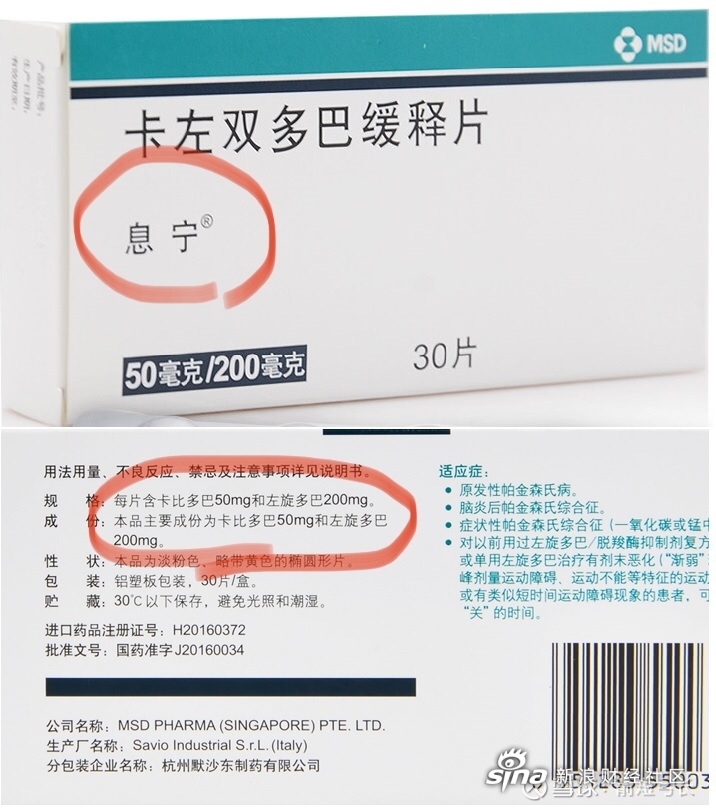 产品批号:
生产日期:
有效期至:
MSD
卡左双多巴缓释片
息宁®
50毫克/200毫克
30片
用法用量、不良反应、禁忌及注意事项详见说明书。
规 格:每片含卡比多巴50mg和左旋多巴200mg。
成 份:本品主要成份为卡比多巴50mg和左旋多巴
200mg。
性 状:本品为淡粉色、略带黄色的椭圆形片。
包 装:铝塑板包装,30片/盒。
贮 藏:30℃以下保存,避免光照和潮湿。
进口药品注册证号:H20160372
批准文号:国药准字J20160034
公司名称:MSD PHARMA (SINGAPORE) PTE. LTD.
生产厂名称:Savio Industrial S.r.L.(Italy)
分包装企业名称:杭州默沙东制药有限公司
适应症:
• 原发性帕金森氏病。
• 脑炎后帕金森氏综合征。
• 症状性帕金森氏综合征(一氧化碳或锰中
• 对以前用过左旋多巴/脱羧酶抑制剂复方
或单用左旋多巴治疗有剂末恶化(“渐弱”
峰剂量运动障碍、运动不能等特征的运动
或有类似短时间运动障碍现象的患者,可
“关”的时间。
sina 新浪财经社区